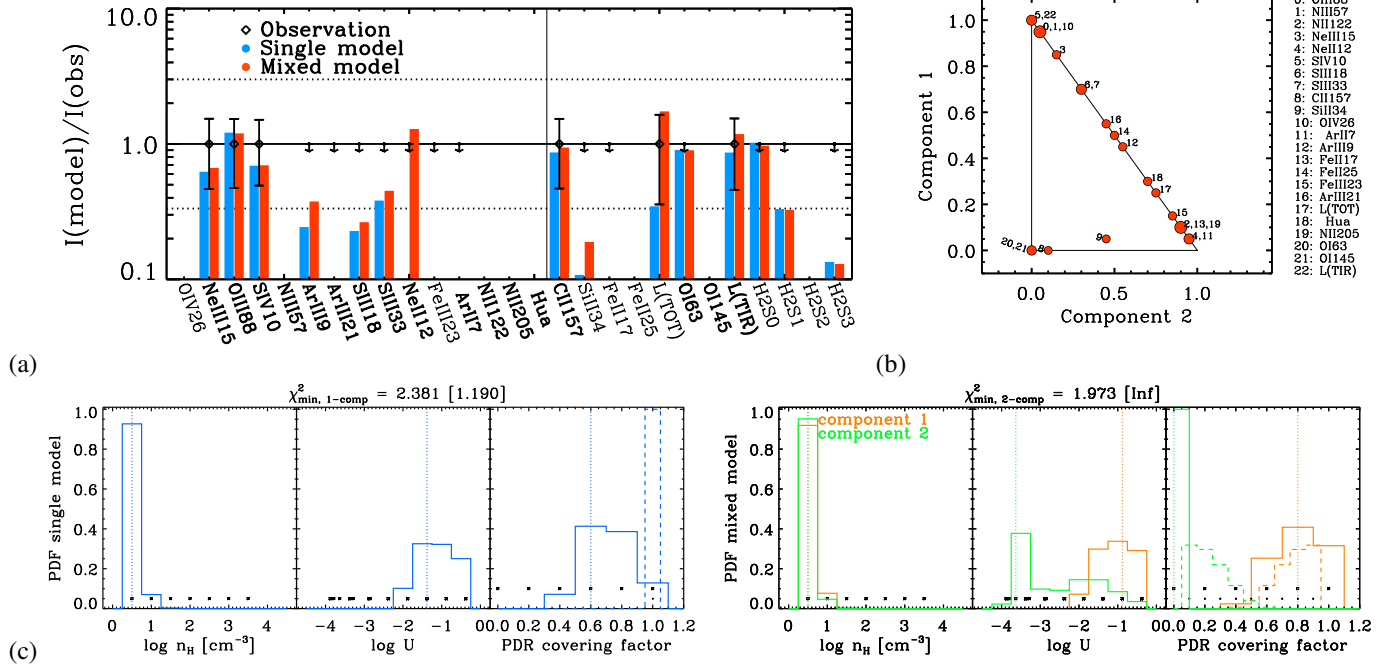 10.0
1.0
0.1
I(model)/I(obs)
Observation
Single model
Mixed model
OIV26
NeIII15
OIII88
SIV10
NIII57
ArIII9
ArIII21
SIII18
SIII33
NeII12
FeIII23
ArII7
NII122
NII205
Hua
CII157
SiII34
FeII17
FeII25
L(TOT)
OI63
OI145
L(TIR)
H2S0
H2S1
H2S2
H2S3
(a)
1.0
0.8
0.6
0.4
0.2
0.0
Component 1
5,22
0,1,10
3
6,7
16
14
12
18
17
15
2,13,19
4,11
9
20,21
8
0.0 0.5 1.0
Component 2
1: NIII57
2: NII122
3: NeIII15
4: NeII12
5: SIV10
6: SIII18
7: SIII33
8: CII157
9: SiII34
10: OIV26
11: ArII7
12: ArIII9
13: FeII17
14: FeII25
15: FeIII23
16: ArIII21
17: L(TOT)
18: Hua
19: NII205
20: OI63
21: OI145
22: L(TIR)
(b)
χ²min, 1-comp = 2.381 [1.190]
PDF single model
1.0
0.8
0.6
0.4
0.2
0.0
0 1 2 3 4
log nH [cm⁻³]
-4 -3 -2 -1 0
log U
0.0 0.2 0.4 0.6 0.8 1.0 1.2
PDR covering factor
χ²min, 2-comp = 1.973 [Inf]
component 1
component 2
PDF mixed model
1.0
0.8
0.6
0.4
0.2
0.0
0 1 2 3 4
log nH [cm⁻³]
-4 -3 -2 -1 0
log U
0.0 0.2 0.4 0.6 0.8 1.0 1.2
PDR covering factor
(c)